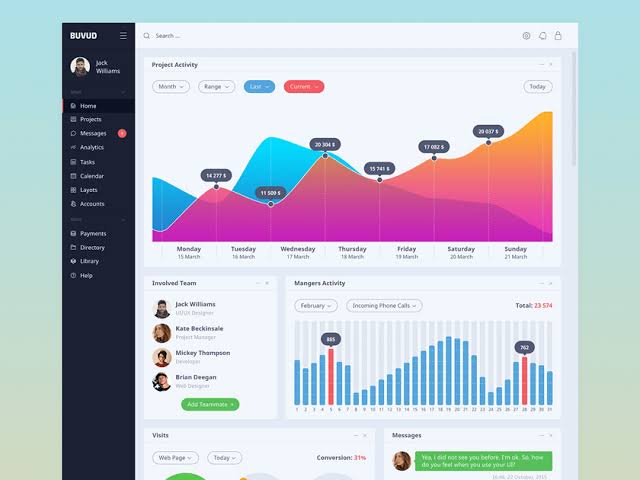 BUVUD
Search ...
Jack
Williams
Home
Projects
Messages
Analytics
Tasks
Calendar
Layots
Accounts
Payments
Directory
Library
Help
Project Activity
Month
Range
Last
Current
Today
14 277 $
11 509 $
20 304 $
15 741 $
17 082 $
20 037 $
Monday Tuesday Wednesday Thursday Friday Saturday Sunday
15 March 16 March 17 March 18 March 19 March 20 March 21 March
Involved Team
Jack Williams
UI/UX Designer
Kate Beckinsale
Project Manager
Mickey Thompson
Developer
Brian Deegan
Web Designer
Add Teammate +
Mangers Activity
February
Incoming Phone Calls
Total: 23 574
885
762
1 2 3 4 5 6 7 8 9 10 11 12 13 14 15 16 17 18 19 20 21 22 23 24 25 26 27 28 29 30 31
Visits
Web Page
Today
Conversion: 31%
Messages
Yea, I did not see you before. I'm ok. So, how
do you feel when you use your UI?
16:46, 22 October, 2015